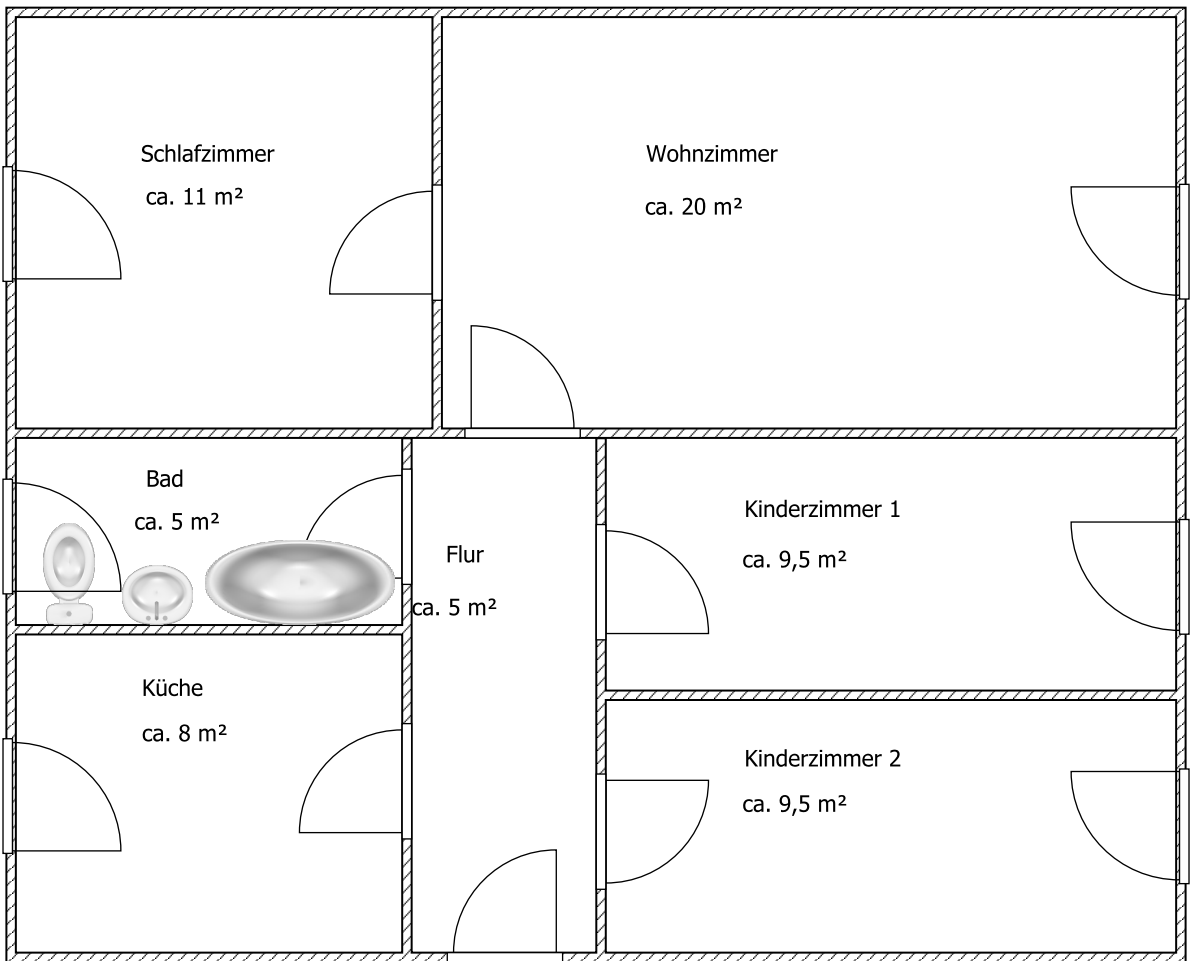 Schlafzimmer
ca. 11 m²
Wohnzimmer
ca. 20 m²
Bad
ca. 5 m²
Flur
ca. 5 m²
Kinderzimmer 1
ca. 9,5 m²
Küche
ca. 8 m²
Kinderzimmer 2
ca. 9,5 m²